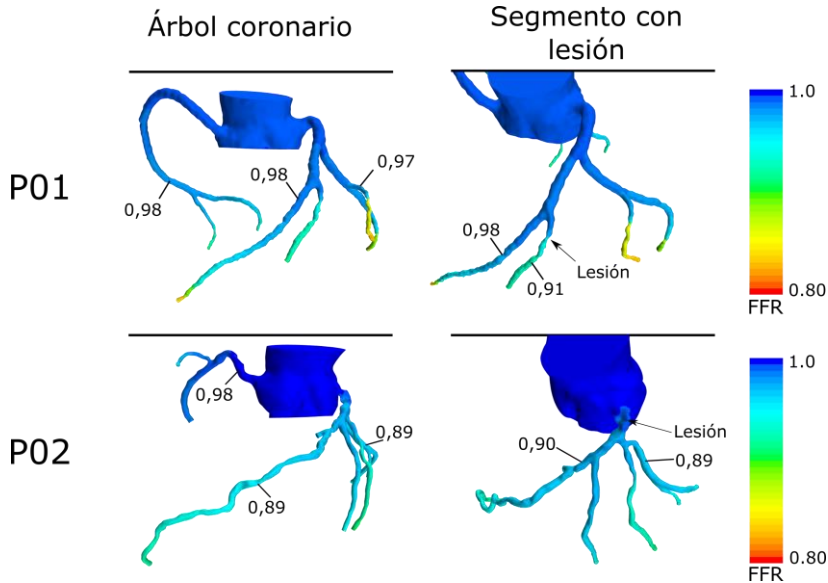 Árbol coronario
Segmento con
lesión
P01
0,98
0,98
0,97
0,98
0,91
Lesión
1.0
0.80
FFR
P02
0,98
0,89
0,89
0,90
0,89
Lesión
1.0
0.80
FFR